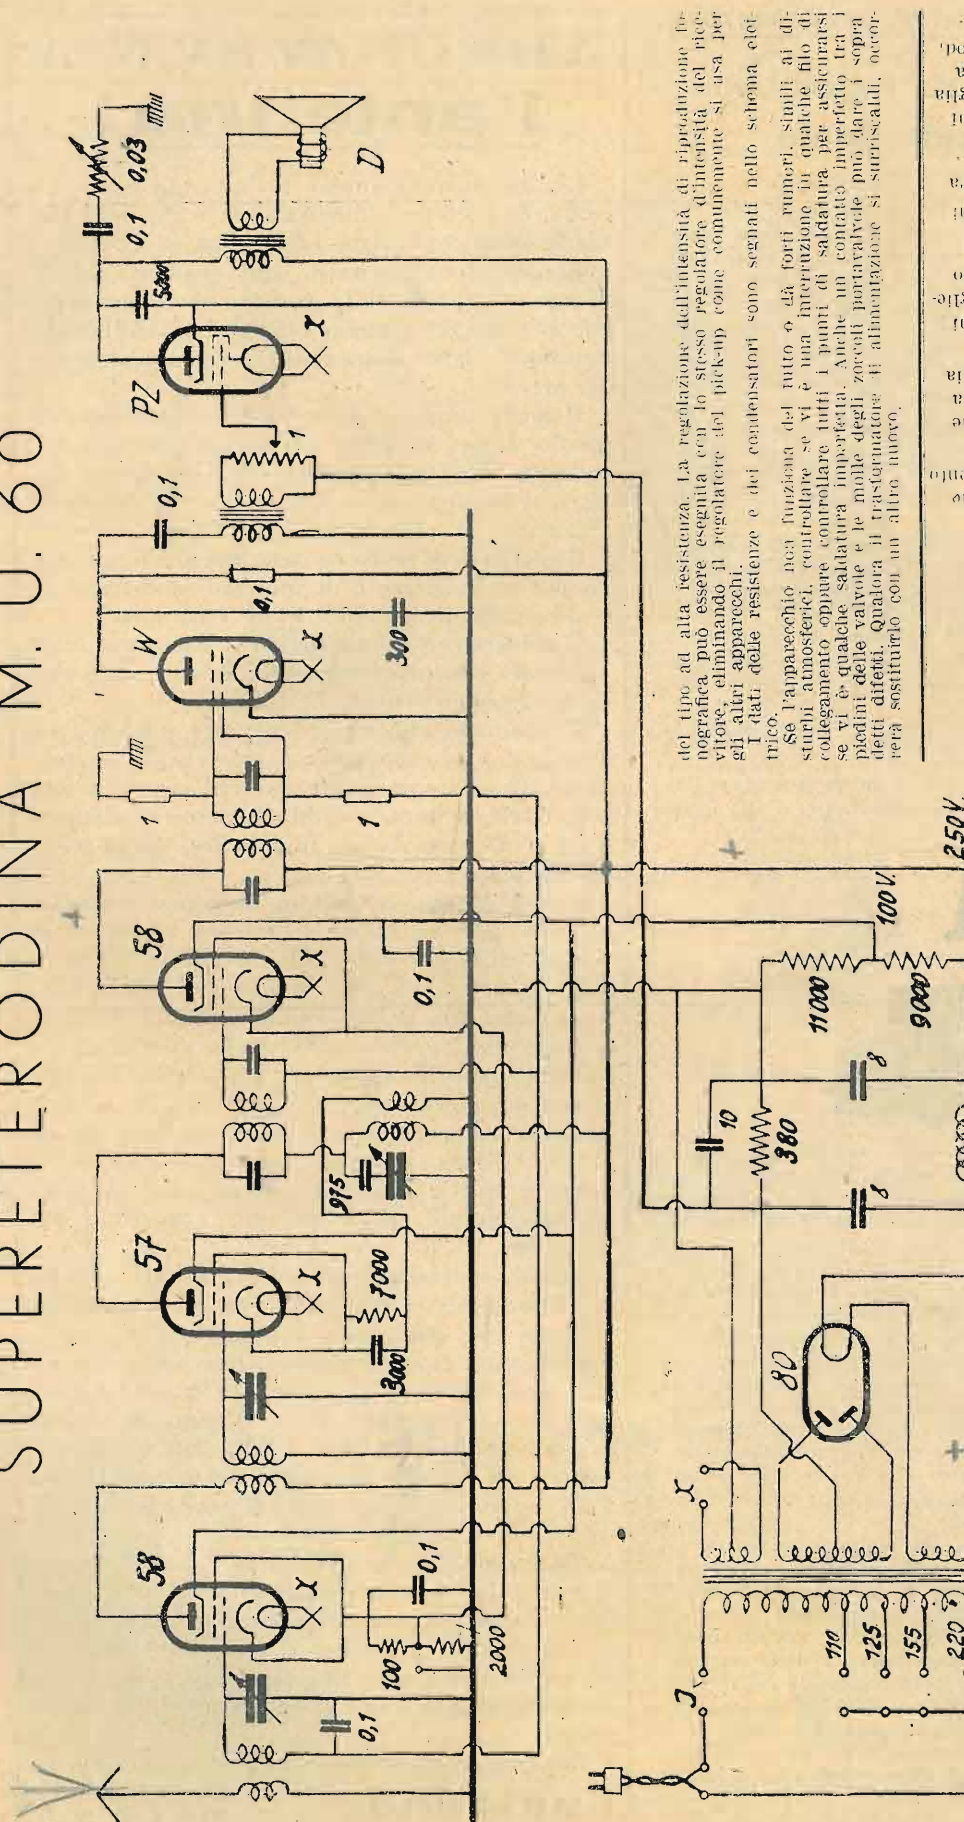 SUPERETERODINA M. U. 60
58
57
58
W
PZ
0,1
0,03
5000
D
X
X
X
X
X
1
0,1
0,1
300
1
1
0,1
975
7000
3000
0,1
100
2000
0,1
10
380
8
8
11000
100 V.
9000
250 V.
80
X
J
110
125
155
220
del tipo ad alta resistenza. La regolazione dell'intensità di riproduzione fo-
nografica può essere eseguita con lo stesso regolatore d'intensità del rice-
vitore, eliminando il regolatore del pick-up come comunemente si usa per
gli altri apparecchi.
I dati delle resistenze e dei condensatori sono segnati nello schema elet-
trico.
Se l'apparecchio non funziona del tutto o dà forti rumori, simili ai di-
sturbi atmosferici, controllare se vi è una interruzione in qualche filo di
collegamento oppure controllare tutti i punti di saldatura per assicurarsi
se vi è qualche saldatura imperfetta. Anche un contatto imperfetto tra i
piedini delle valvole e le molle degli zoccoli portavalvole può dare i sopra
detti difetti. Qualora il trasformatore di alimentazione si surriscaldi, occor-
rerà sostituirlo con un altro nuovo.